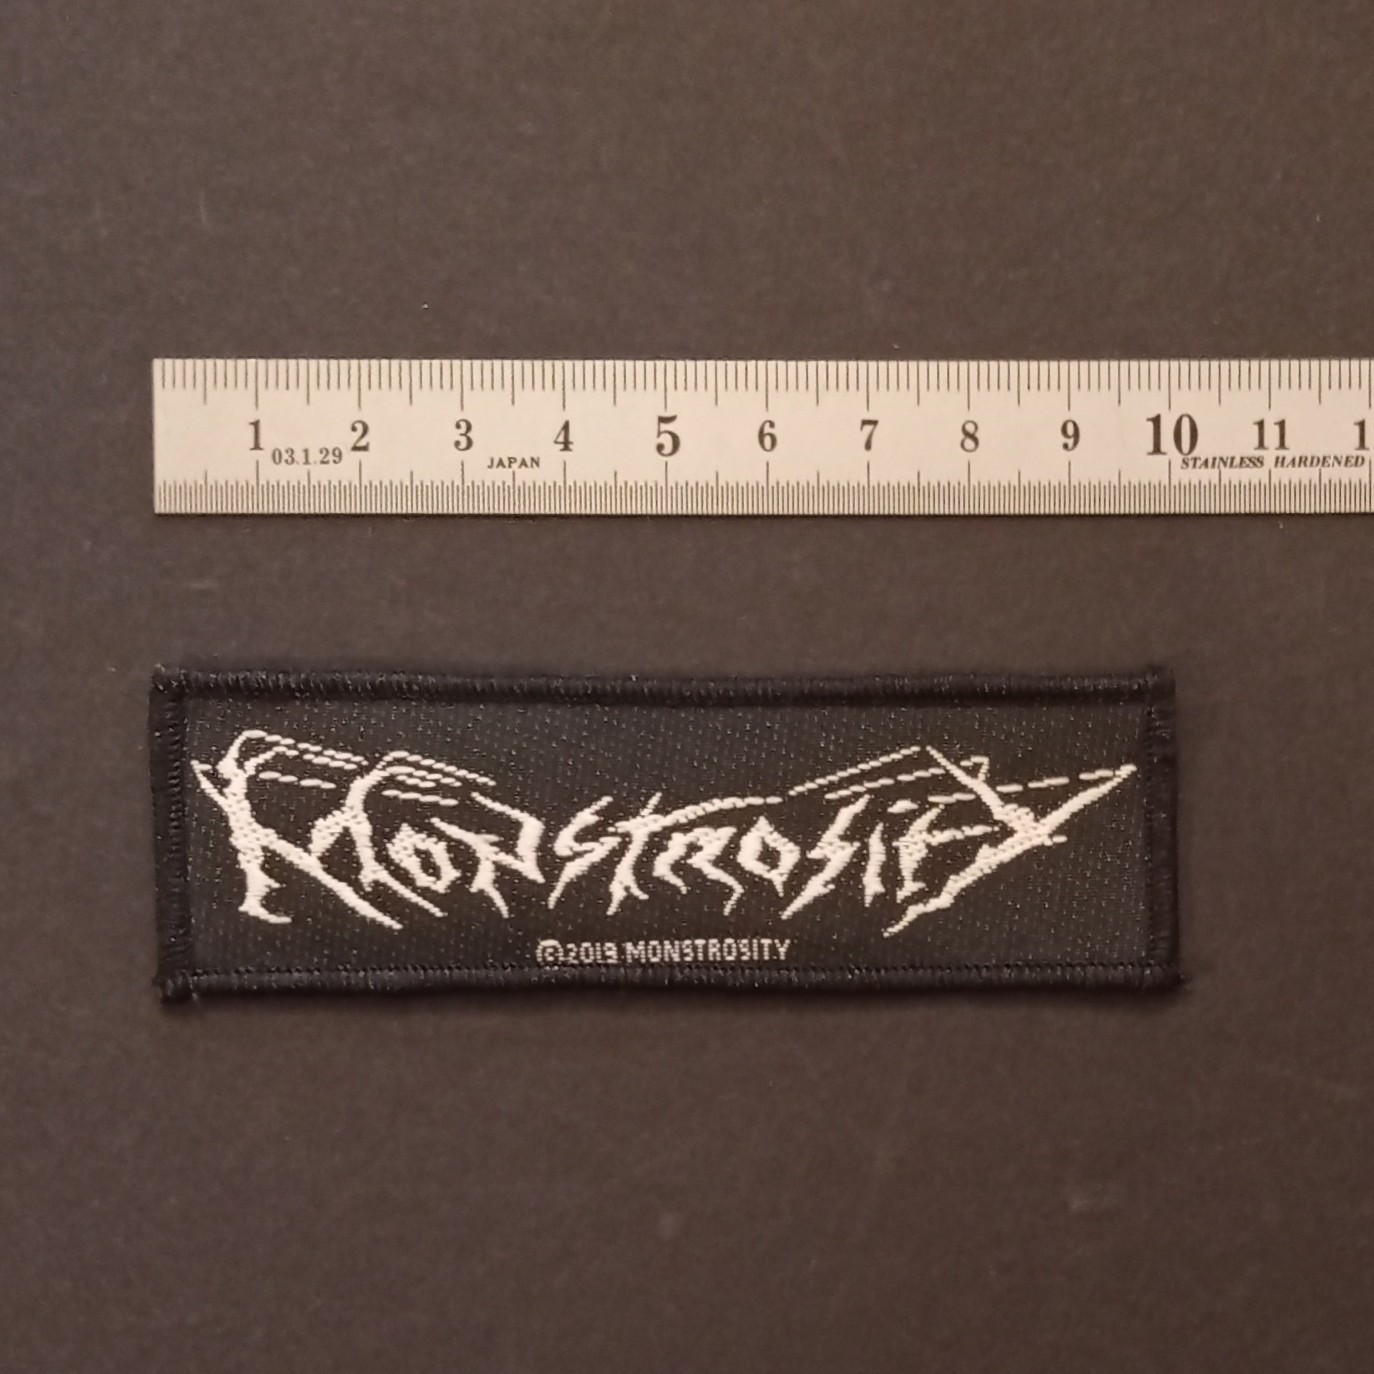 1 2 3 4 5 6 7 8 9 10 11 1
03.1.29 JAPAN STAINLESS HARDENED
MONSTROSITY
©2019 MONSTROSITY